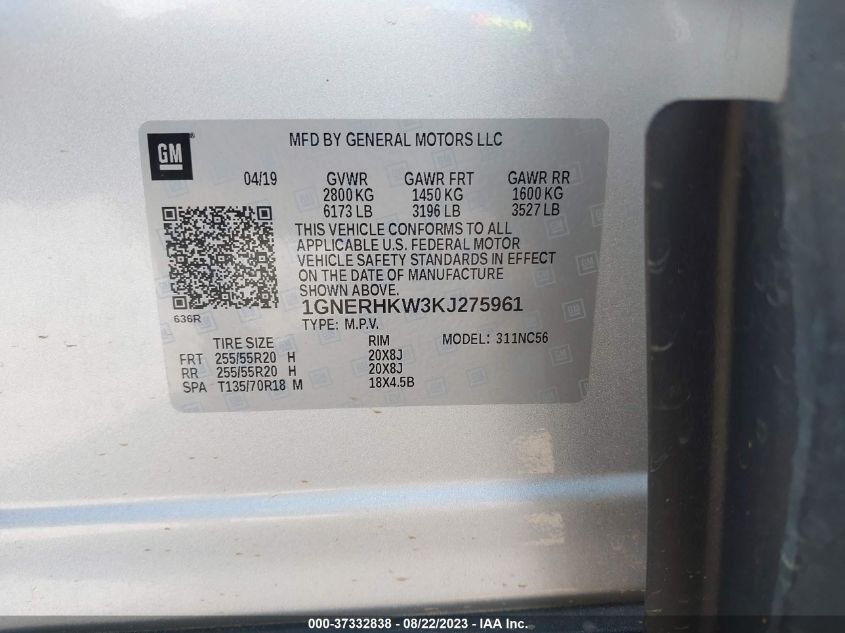 GM
MFD BY GENERAL MOTORS LLC
04/19 GVWR GAWR FRT GAWR RR
2800 KG 1450 KG 1600 KG
6173 LB 3196 LB 3527 LB
THIS VEHICLE CONFORMS TO ALL
APPLICABLE U.S. FEDERAL MOTOR
VEHICLE SAFETY STANDARDS IN EFFECT
ON THE DATE OF MANUFACTURE
SHOWN ABOVE.
1GNERHKW3KJ275961
636R
TYPE: M.P.V.
TIRE SIZE RIM MODEL: 311NC56
FRT 255/55R20 H 20X8J
RR 255/55R20 H 20X8J
SPA T135/70R18 M 18X4.5B
000-37332838 - 08/22/2023 - IAA Inc.